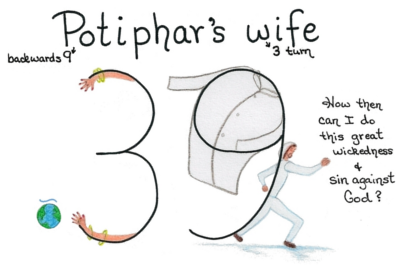 Potiphar's wife
backwards 9 &
3 turn
39
How then
can I do
this great
wickedness
&
sin against
God?